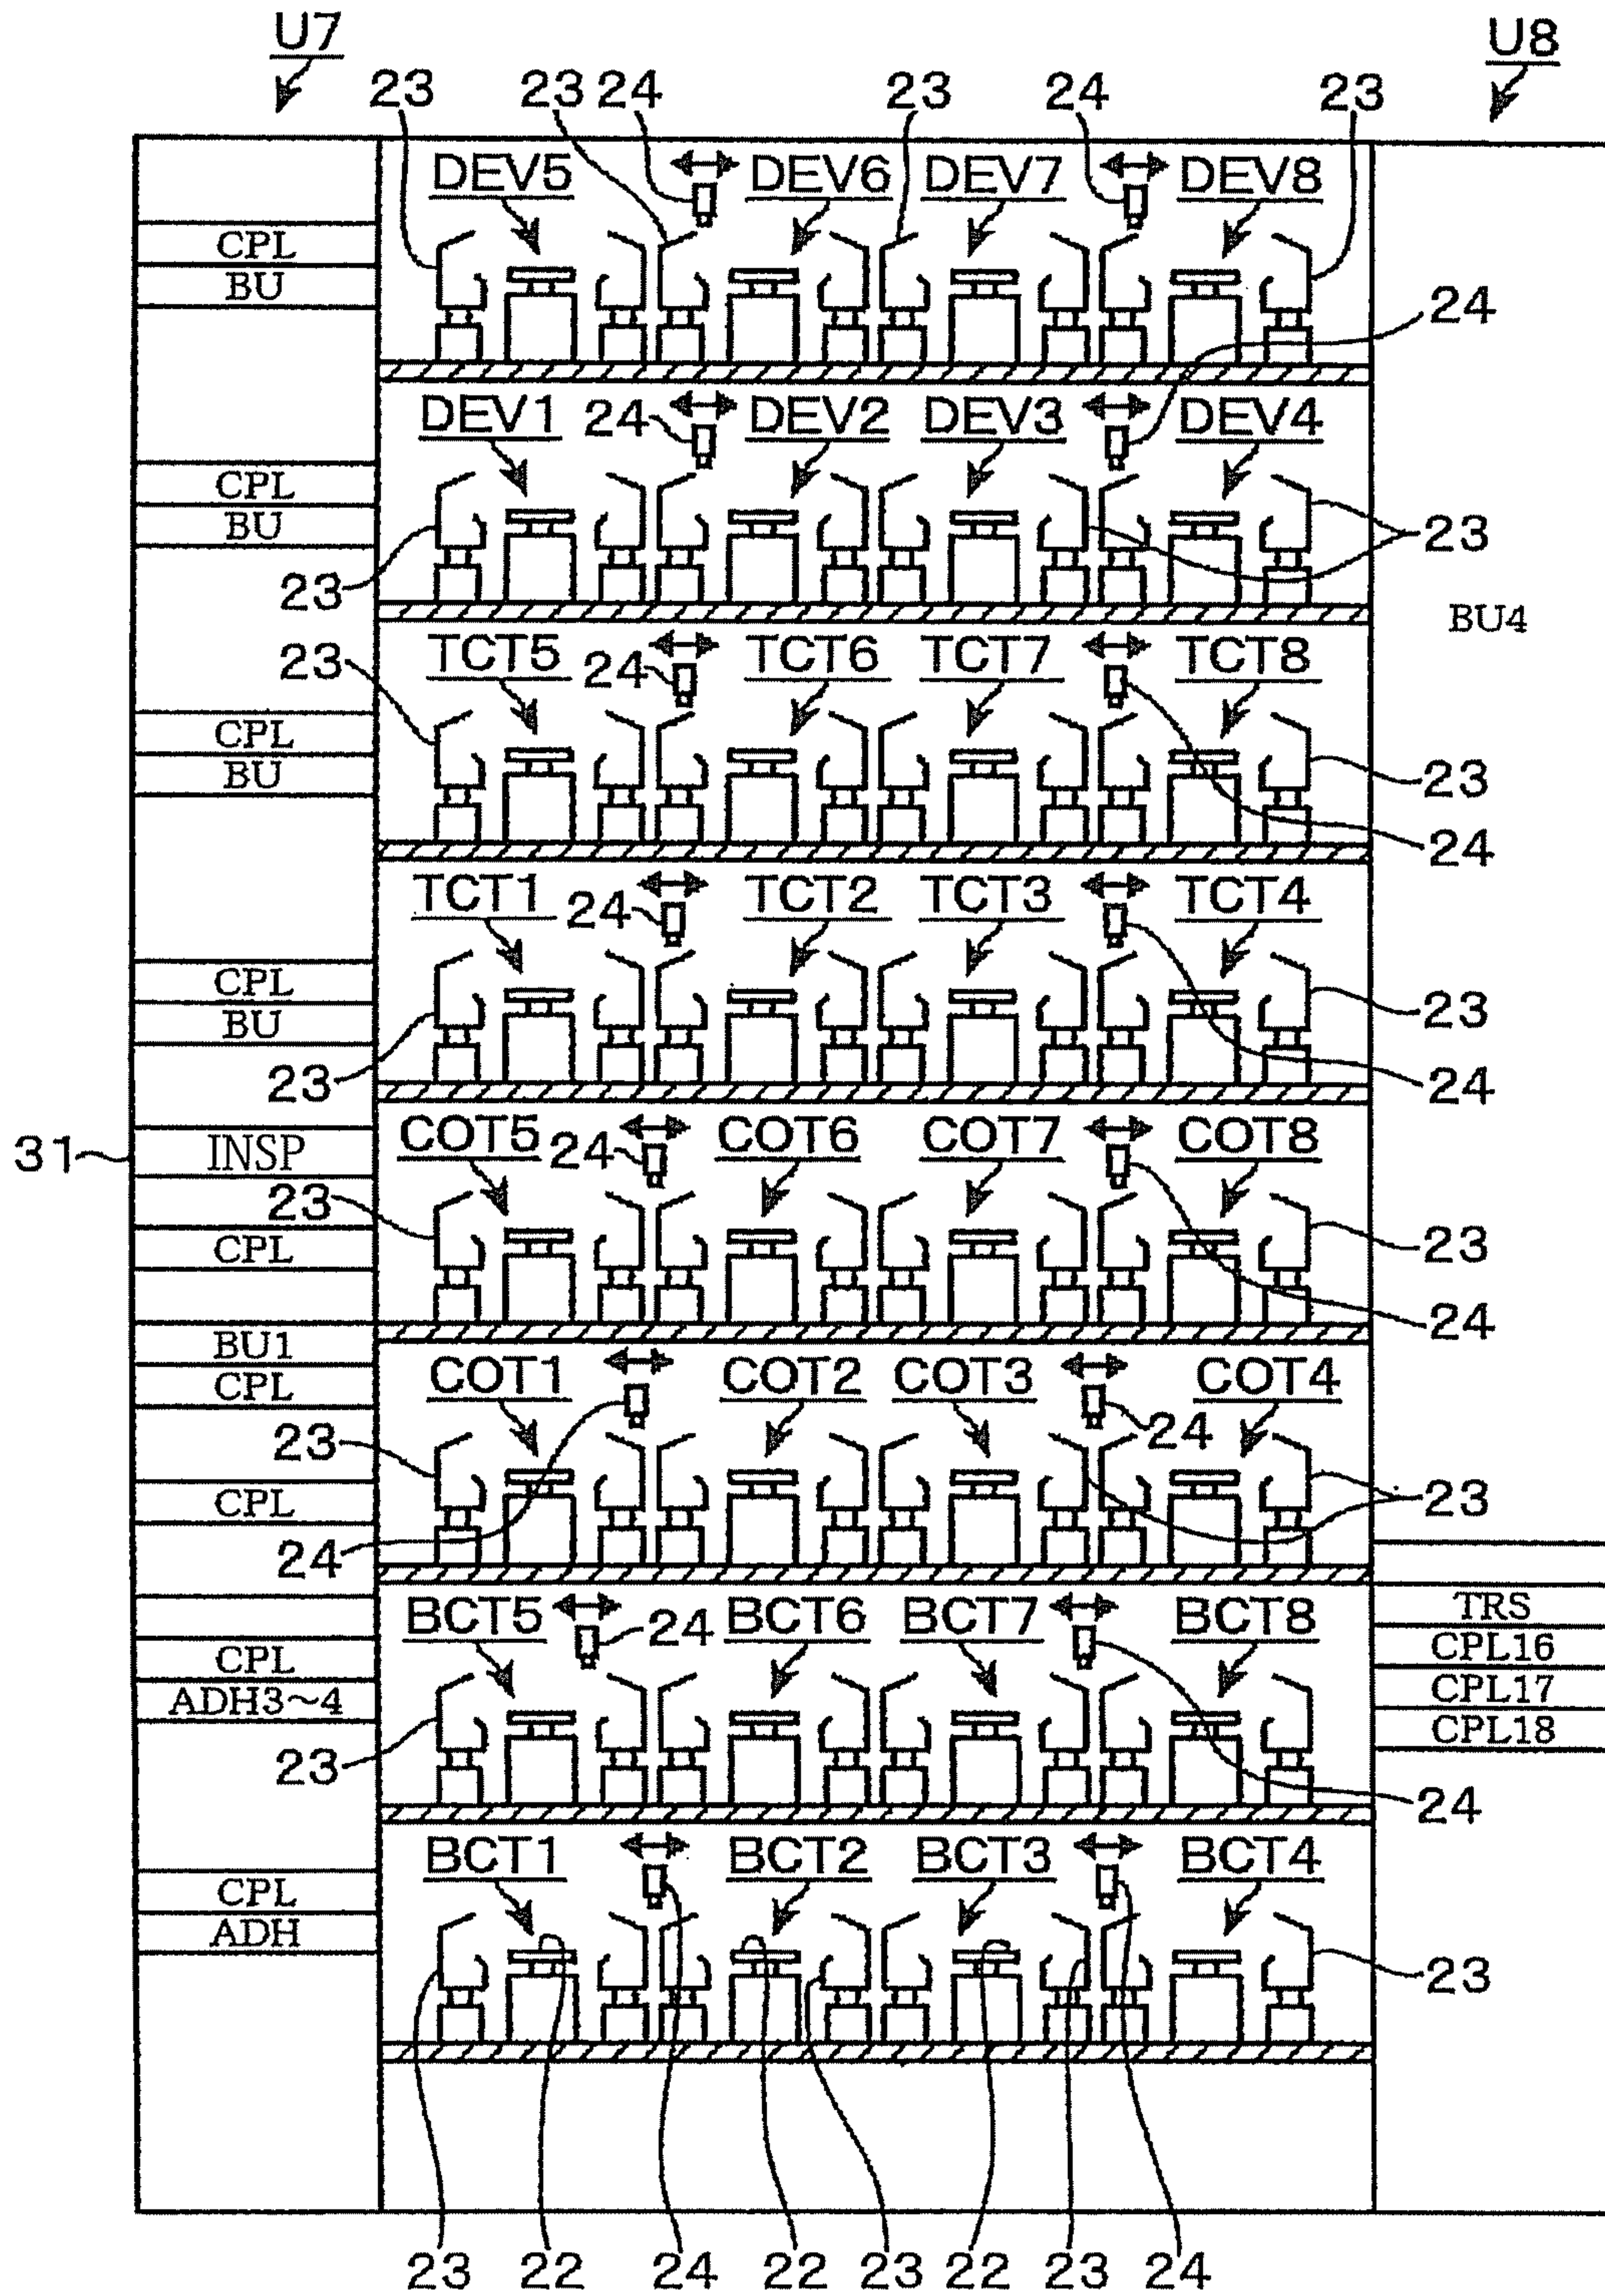 U7 U8
23 23 24 23 24 23
DEV5 DEV6 DEV7 DEV8
CPL
BU
24
DEV1 24 DEV2 DEV3 DEV4
CPL
BU
23
23
BU4
TCT5 24 TCT6 TCT7 TCT8
23
CPL
BU
23
24
TCT1 24 TCT2 TCT3 TCT4
CPL
BU
23
23
24
COT5 24 COT6 COT7 COT8
31 INSP
23
CPL
23
24
BU1
CPL
COT1 COT2 COT3 COT4
24
23
CPL
23
24
BCT5 24 BCT6 BCT7 BCT8
TRS
CPL
CPL16
ADH3~4
CPL17
CPL18
23
24
BCT1 BCT2 BCT3 BCT4
CPL
ADH
23
23 22 24 22 23 22 23 24